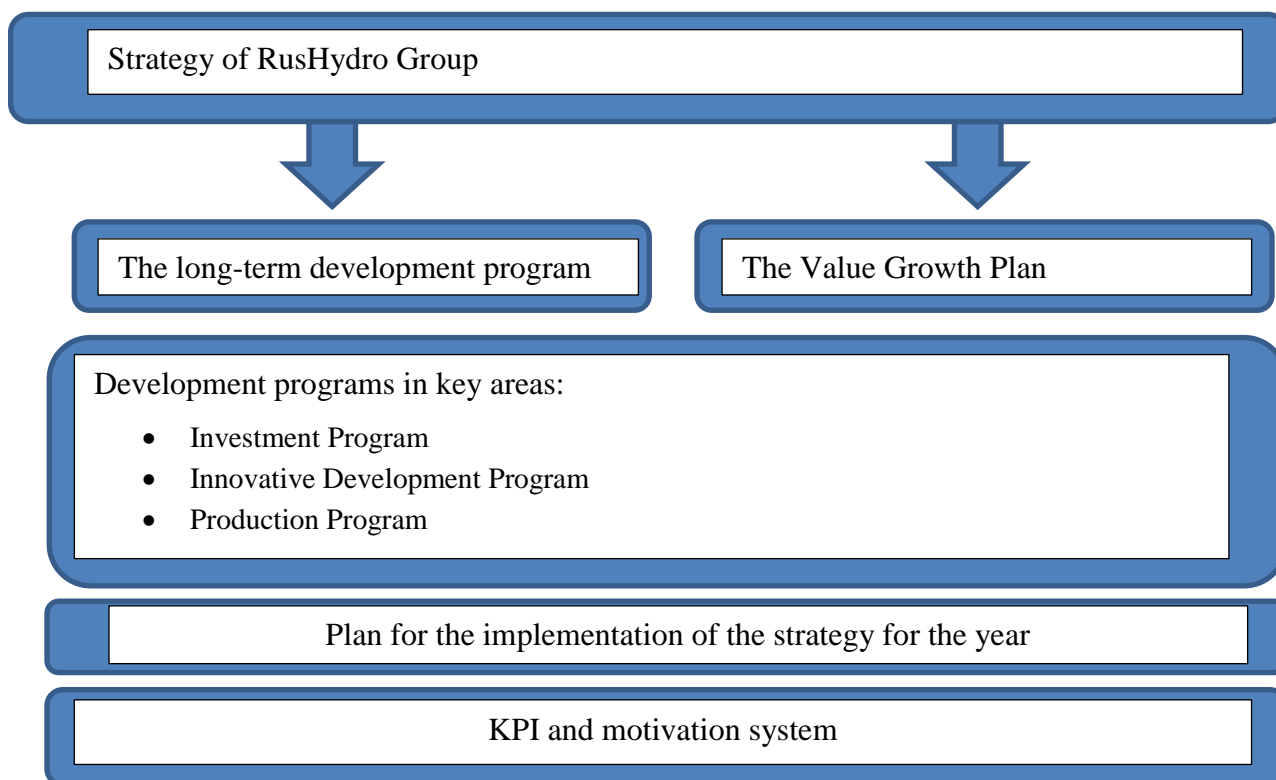 Strategy of RusHydro Group
The long-term development program
The Value Growth Plan
Development programs in key areas:
• Investment Program
• Innovative Development Program
• Production Program
Plan for the implementation of the strategy for the year
KPI and motivation system